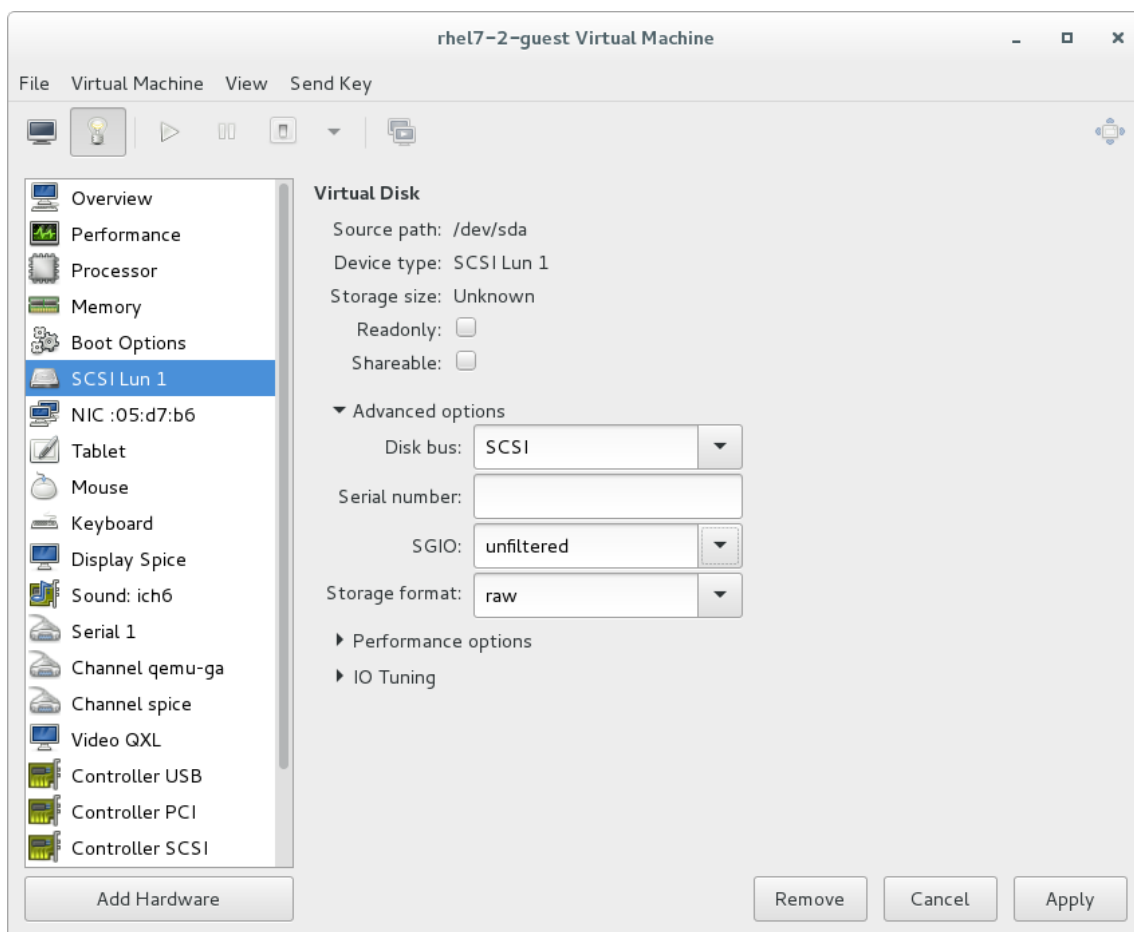 rhel7-2-guest Virtual Machine
File Virtual Machine View Send Key
Overview
Performance
Processor
Memory
Boot Options
SCSI Lun 1
NIC :05:d7:b6
Tablet
Mouse
Keyboard
Display Spice
Sound: ich6
Serial 1
Channel qemu-ga
Channel spice
Video QXL
Controller USB
Controller PCI
Controller SCSI
Add Hardware
Virtual Disk
Source path: /dev/sda
Device type: SCSI Lun 1
Storage size: Unknown
Readonly:
Shareable:
Advanced options
Disk bus: SCSI
Serial number:
SGIO: unfiltered
Storage format: raw
Performance options
IO Tuning
Remove Cancel Apply